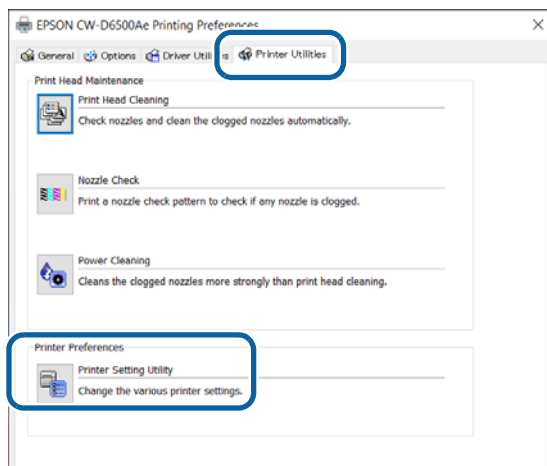 EPSON CW-D6500Ae Printing Preferences
General Options Driver Utilities Printer Utilities
Print Head Maintenance
Print Head Cleaning
Check nozzles and clean the clogged nozzles automatically.
Nozzle Check
Print a nozzle check pattern to check if any nozzle is clogged.
Power Cleaning
Cleans the clogged nozzles more strongly than print head cleaning.
Printer Preferences
Printer Setting Utility
Change the various printer settings.